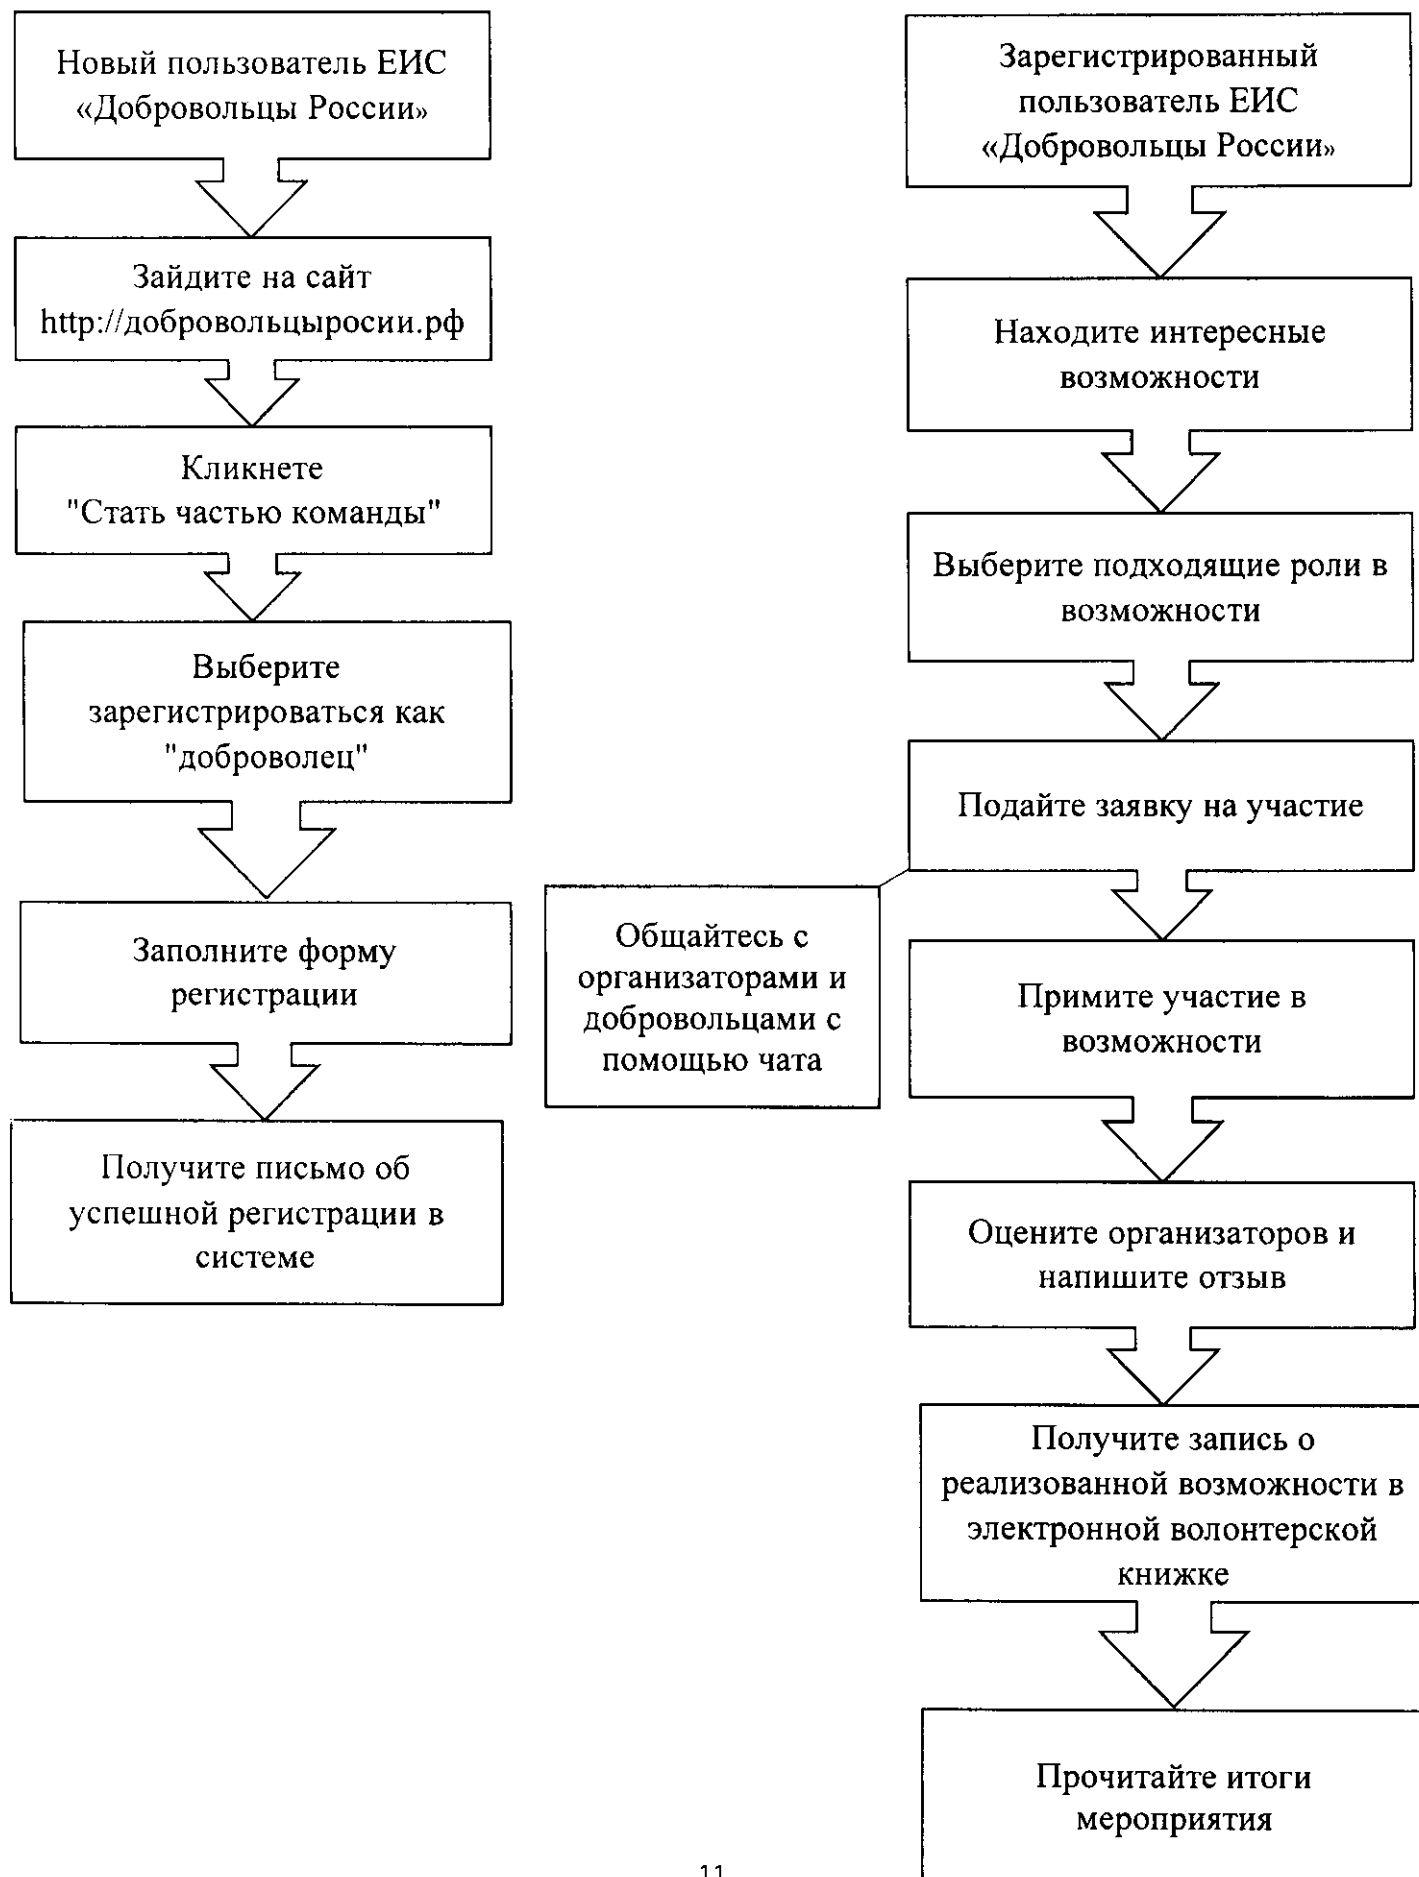 Новый пользователь ЕИС
«Добровольцы России»
Зайдите на сайт
http://добровольцыросии.рф
Кликнете
"Стать частью команды"
Выберите
зарегистрироваться как
"доброволец"
Заполните форму
регистрации
Получите письмо об
успешной регистрации в
системе
Зарегистрированный
пользователь ЕИС
«Добровольцы России»
Находите интересные
возможности
Выберите подходящие роли в
возможности
Подайте заявку на участие
Общайтесь с
организаторами и
добровольцами с
помощью чата
Примите участие в
возможности
Оцените организаторов и
напишите отзыв
Получите запись о
реализованной возможности в
электронной волонтерской
книжке
Прочитайте итоги
мероприятия
11